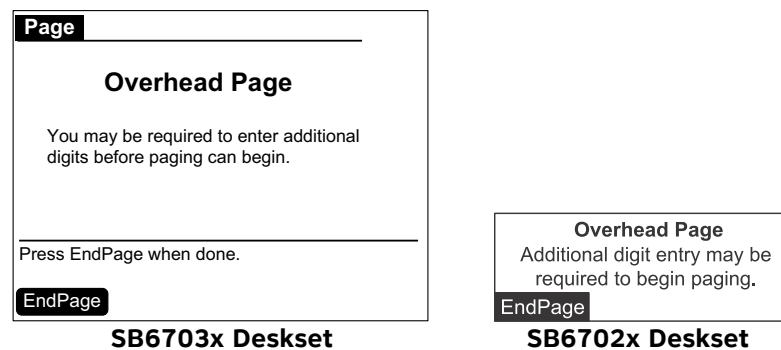 Page
Overhead Page
You may be required to enter additional
digits before paging can begin.
Press EndPage when done.
EndPage
SB6703x Deskset
Overhead Page
Additional digit entry may be
required to begin paging.
EndPage
SB6702x Deskset